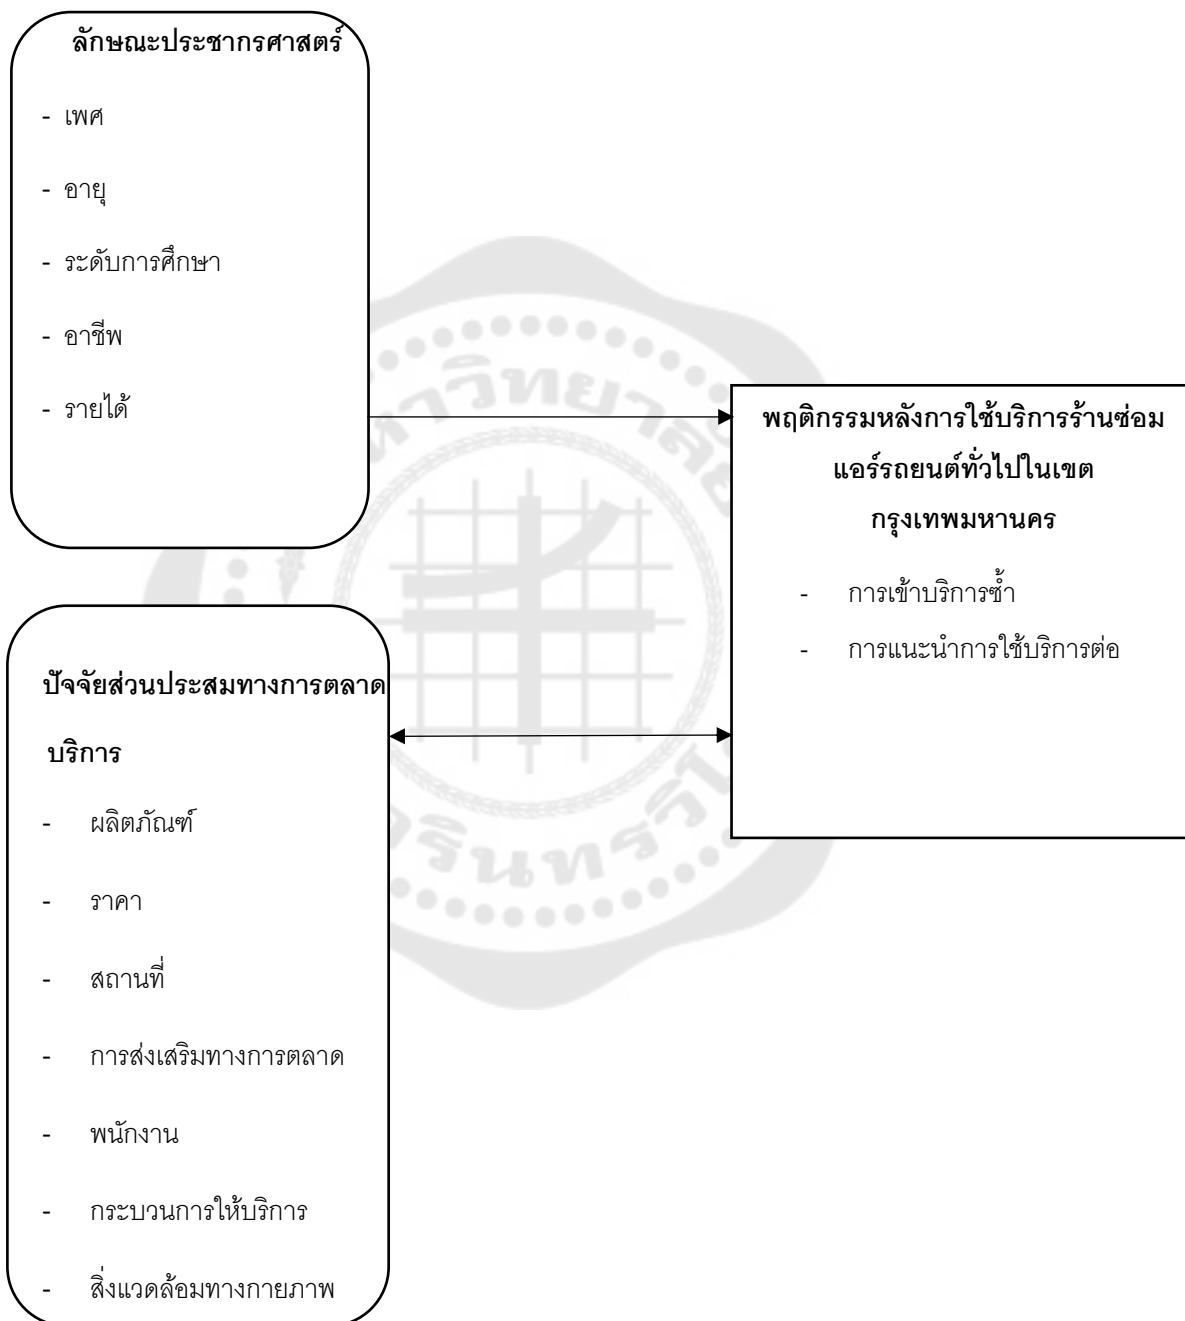 ลักษณะประชากรศาสตร์
- เพศ
- อายุ
- ระดับการศึกษา
- อาชีพ
- รายได้
พฤติกรรมหลังการใช้บริการร้านซ่อม
แอร์รถยนต์ทั่วไปในเขต
กรุงเทพมหานคร
- การเข้าบริการซ้ำ
- การแนะนำการใช้บริการต่อ
ปัจจัยส่วนประสมทางการตลาด
บริการ
- ผลิตภัณฑ์
- ราคา
- สถานที่
- การส่งเสริมทางการตลาด
- พนักงาน
- กระบวนการให้บริการ
- สิ่งแวดล้อมทางกายภาพ